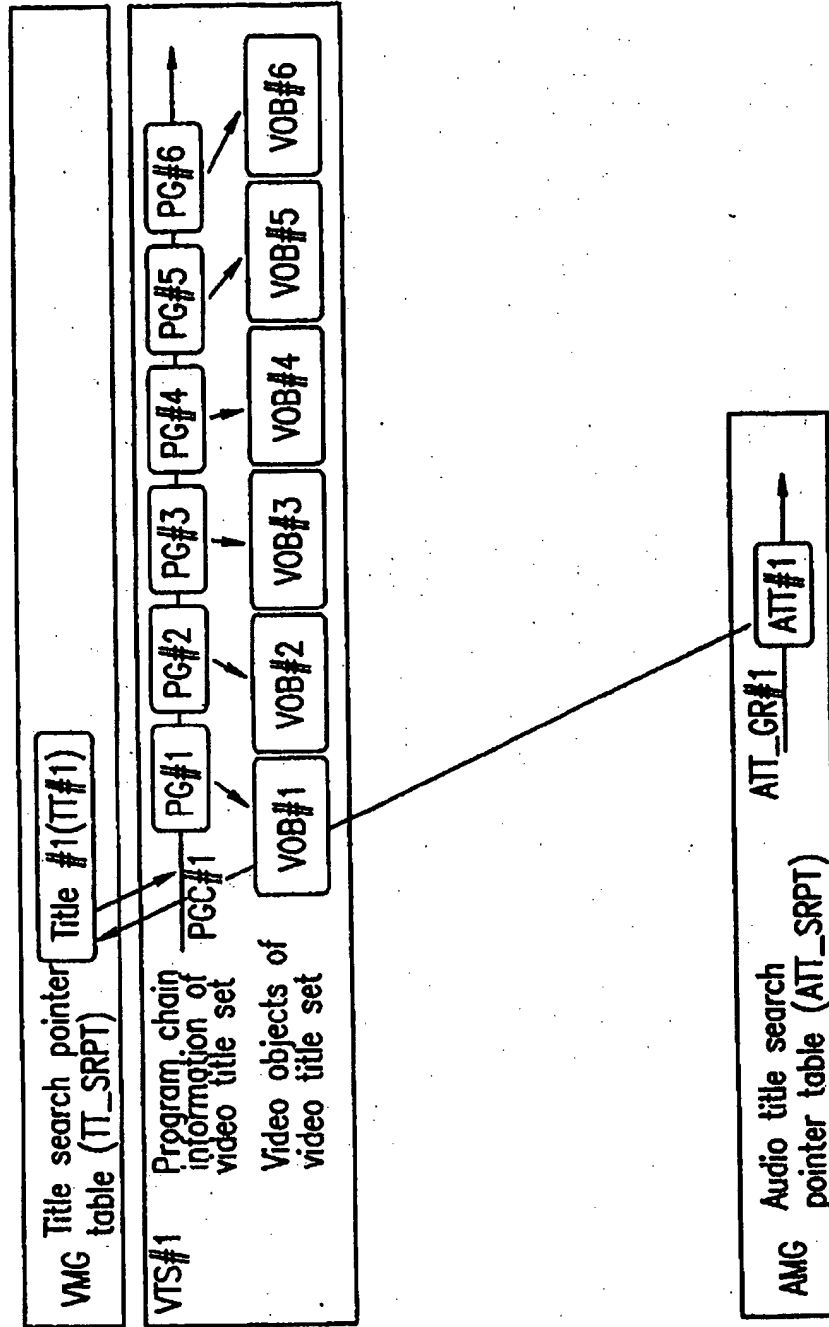 VMG Title search pointer Title #1(TT#1)
table (TT_SRPT)
VTS#1 Program chain
information of
video title set
PGC#1 PG#1 PG#2 PG#3 PG#4 PG#5 PG#6
Video objects of
video title set
VOB#1 VOB#2 VOB#3 VOB#4 VOB#5 VOB#6
AMG Audio title search
pointer table (ATT_SRPT)
ATT_GR#1
ATT#1